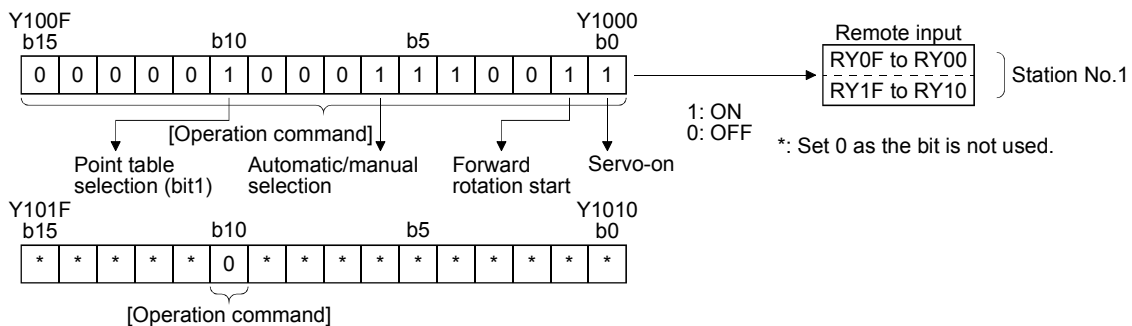 Y100F Y1000
b15 b10 b5 b0
0 0 0 0 0 1 0 0 0 1 1 1 0 0 1 1
Remote input
RY0F to RY00
RY1F to RY10
Station No.1
1: ON
0: OFF
*: Set 0 as the bit is not used.
[Operation command]
Point table
selection (bit1)
Automatic/manual
selection
Forward
rotation start
Servo-on
Y101F Y1010
b15 b10 b5 b0
* * * * * 0 * * * * * * * * * *
[Operation command]